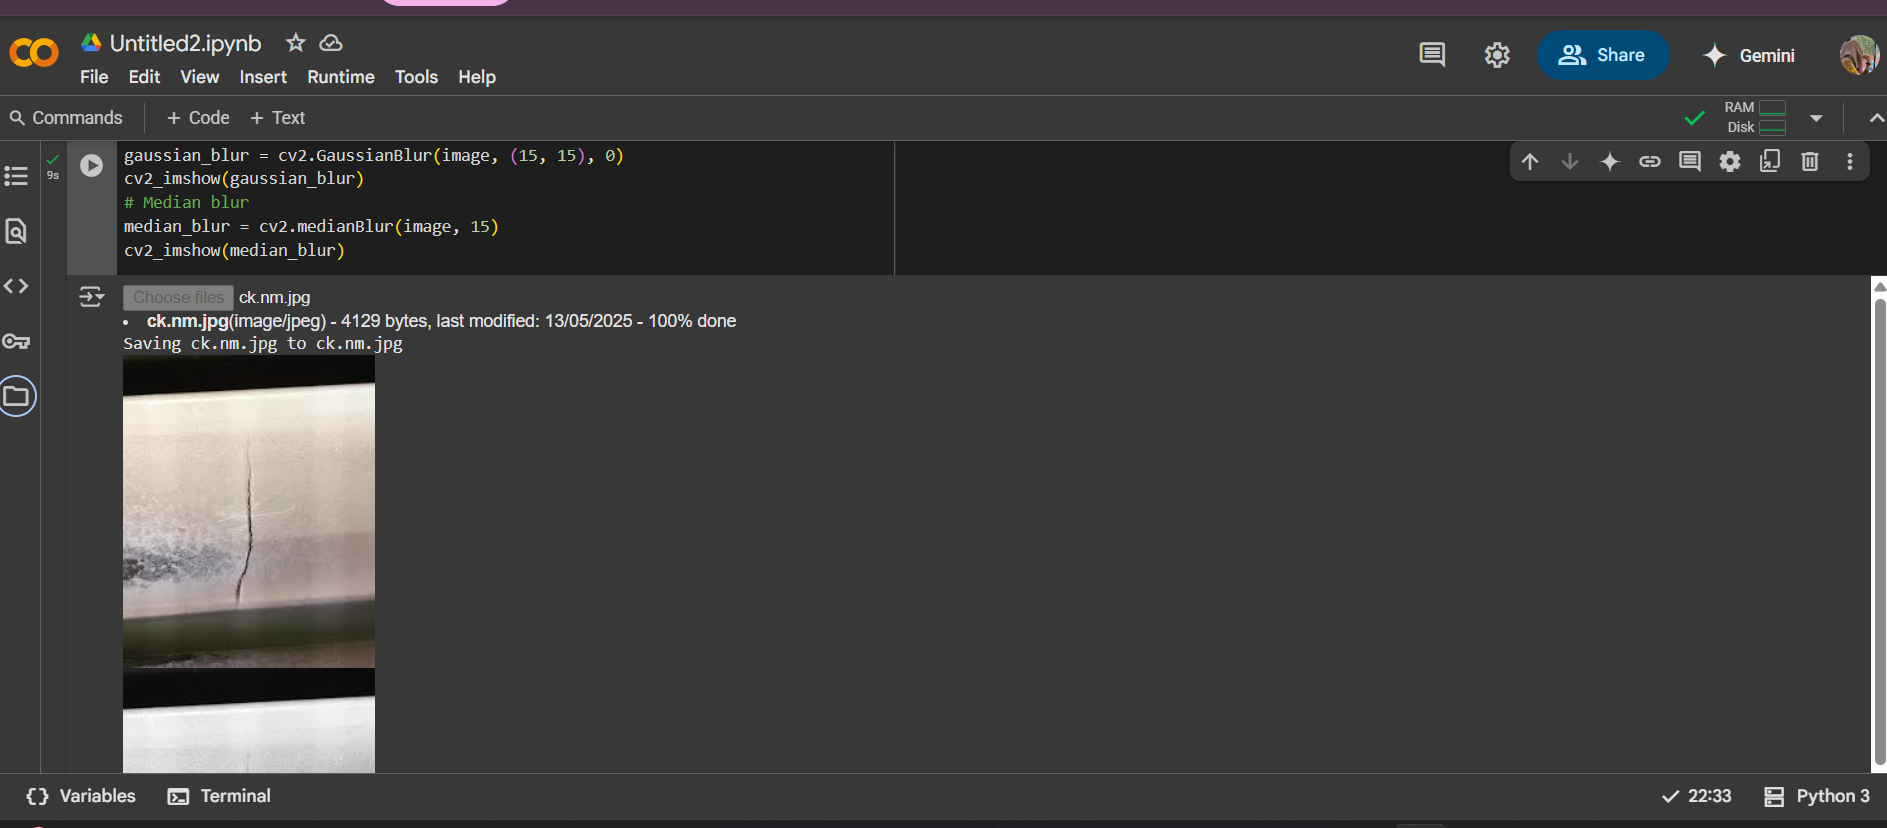 Untitled2.ipynb
File Edit View Insert Runtime Tools Help
Share
Gemini
Commands + Code + Text
RAM
Disk
9s
gaussian_blur = cv2.GaussianBlur(image, (15, 15), 0)
cv2_imshow(gaussian_blur)
# Median blur
median_blur = cv2.medianBlur(image, 15)
cv2_imshow(median_blur)
Choose files ck.nm.jpg
• ck.nm.jpg(image/jpeg) - 4129 bytes, last modified: 13/05/2025 - 100% done
Saving ck.nm.jpg to ck.nm.jpg
{} Variables Terminal
22:33 Python 3